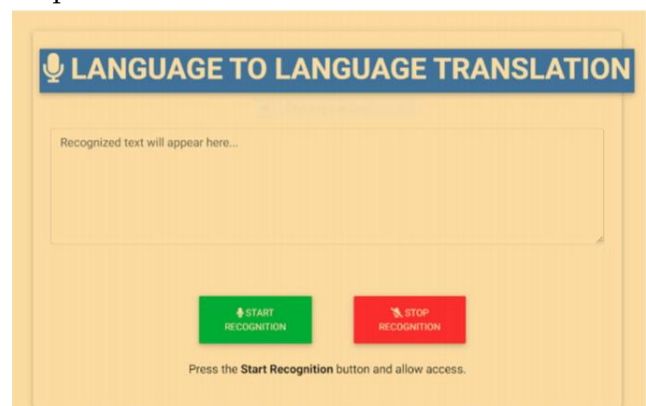 LANGUAGE TO LANGUAGE TRANSLATION
Recognized text will appear here...
START
RECOGNITION
STOP
RECOGNITION
Press the Start Recognition button and allow access.